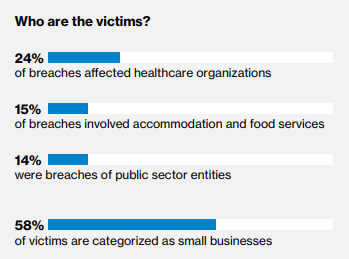 Who are the victims?
24%
of breaches affected healthcare organizations
15%
of breaches involved accommodation and food services
14%
were breaches of public sector entities
58%
of victims are categorized as small businesses